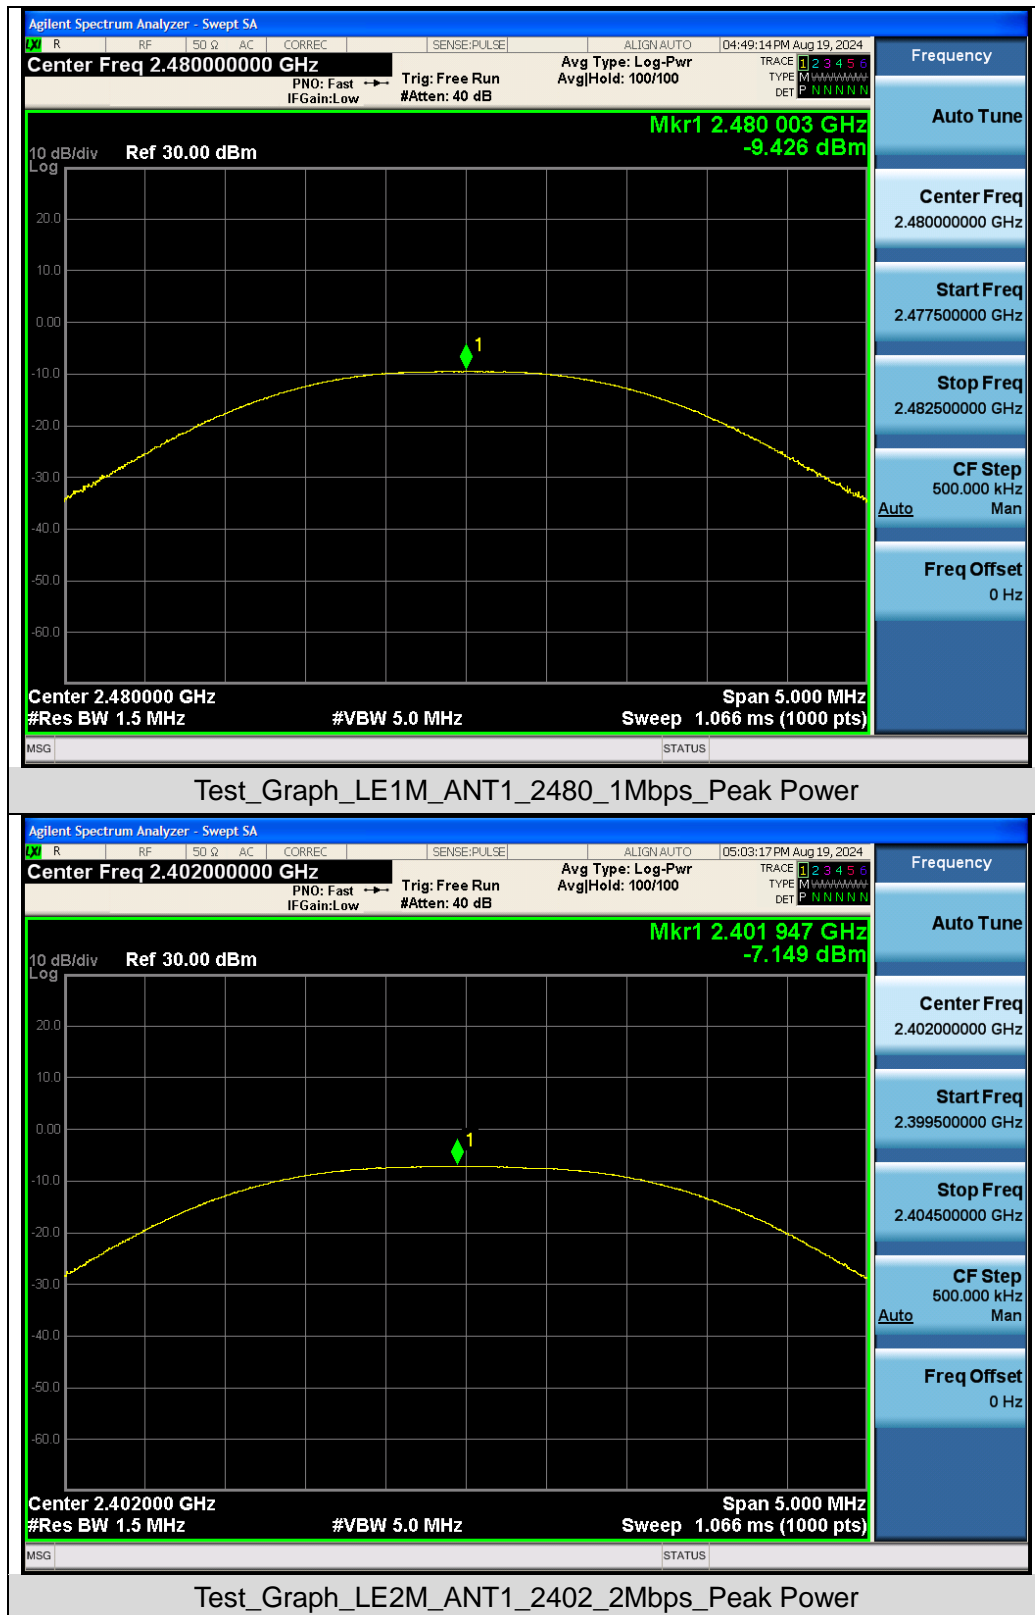 Agilent Spectrum Analyzer - Swept SA
LXI R RF 50 Ω AC CORREC SENSE:PULSE ALIGN AUTO 04:49:14 PM Aug 19, 2024
Center Freq 2.480000000 GHz
PNO: Fast
IFGain:Low
Trig: Free Run
#Atten: 40 dB
Avg Type: Log-Pwr
Avg|Hold: 100/100
TRACE 1 2 3 4 5 6
TYPE M W W W W W
DET P N N N N N
Mkr1 2.480 003 GHz
-9.426 dBm
10 dB/div Ref 30.00 dBm
Log
20.0
10.0
0.00
1
-10.0
-20.0
-30.0
-40.0
-50.0
-60.0
Center 2.480000 GHz Span 5.000 MHz
#Res BW 1.5 MHz #VBW 5.0 MHz Sweep 1.066 ms (1000 pts)
MSG STATUS
Frequency
Auto Tune
Center Freq
2.480000000 GHz
Start Freq
2.477500000 GHz
Stop Freq
2.482500000 GHz
CF Step
500.000 kHz
Auto Man
Freq Offset
0 Hz
Test_Graph_LE1M_ANT1_2480_1Mbps_Peak Power
Agilent Spectrum Analyzer - Swept SA
LXI R RF 50 Ω AC CORREC SENSE:PULSE ALIGN AUTO 05:03:17 PM Aug 19, 2024
Center Freq 2.402000000 GHz
PNO: Fast
IFGain:Low
Trig: Free Run
#Atten: 40 dB
Avg Type: Log-Pwr
Avg|Hold: 100/100
TRACE 1 2 3 4 5 6
TYPE M W W W W W
DET P N N N N N
Mkr1 2.401 947 GHz
-7.149 dBm
10 dB/div Ref 30.00 dBm
Log
20.0
10.0
0.00
1
-10.0
-20.0
-30.0
-40.0
-50.0
-60.0
Center 2.402000 GHz Span 5.000 MHz
#Res BW 1.5 MHz #VBW 5.0 MHz Sweep 1.066 ms (1000 pts)
MSG STATUS
Frequency
Auto Tune
Center Freq
2.402000000 GHz
Start Freq
2.399500000 GHz
Stop Freq
2.404500000 GHz
CF Step
500.000 kHz
Auto Man
Freq Offset
0 Hz
Test_Graph_LE2M_ANT1_2402_2Mbps_Peak Power